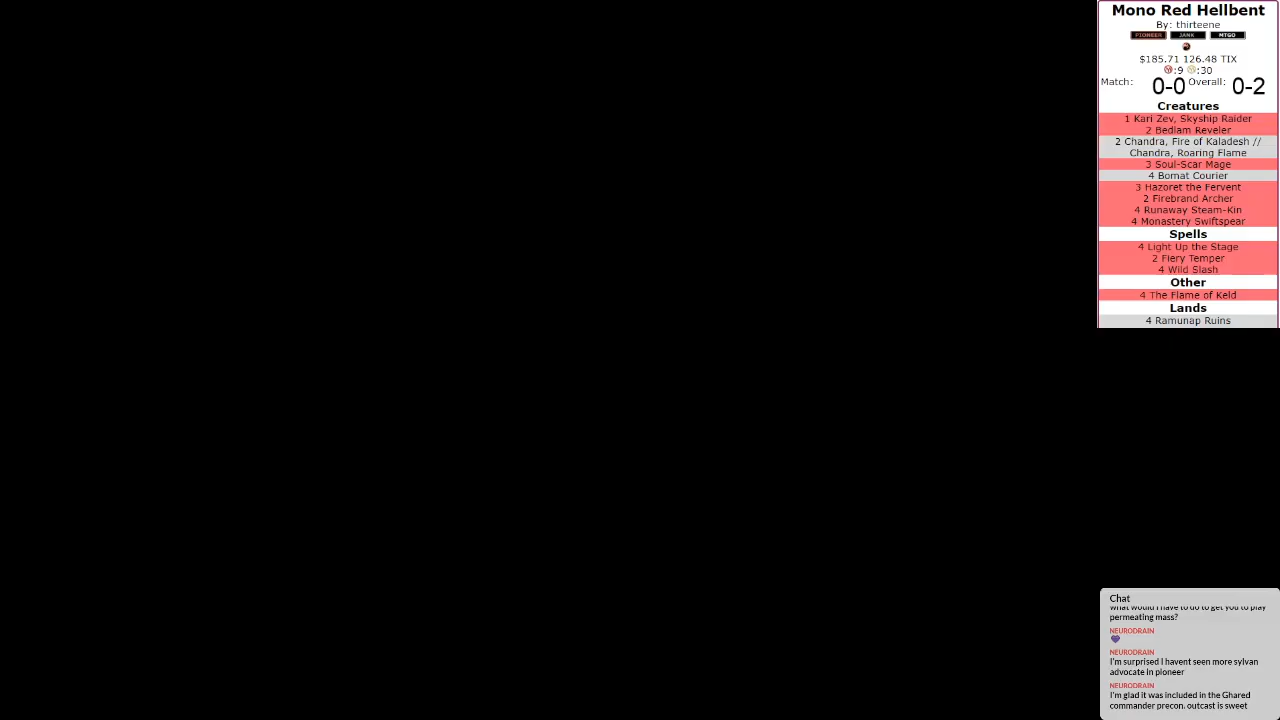 Mono Red Hellbent
By: thirteene
PIONEER JANK MTGO
$185.71 126.48 TIX
:9 :30
Match: 0-0 Overall: 0-2
Creatures
1 Kari Zev, Skyship Raider
2 Bedlam Reveler
2 Chandra, Fire of Kaladesh //
Chandra, Roaring Flame
3 Soul-Scar Mage
4 Bomat Courier
3 Hazoret the Fervent
2 Firebrand Archer
4 Runaway Steam-Kin
4 Monastery Swiftspear
Spells
4 Light Up the Stage
2 Fiery Temper
4 Wild Slash
Other
4 The Flame of Keld
Lands
4 Ramunap Ruins
Chat
what would I have to do to get you to play
permeating mass?
NEURODRAIN
NEURODRAIN
I'm surprised I havent seen more sylvan
advocate in pioneer
NEURODRAIN
I'm glad it was included in the Ghared
commander precon. outcast is sweet